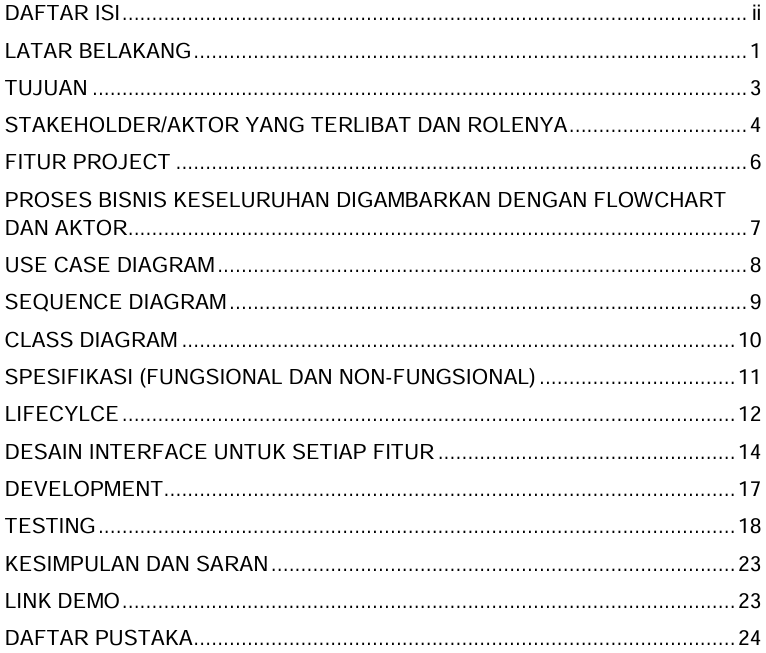 DAFTAR ISI........................................................................................................ ii
LATAR BELAKANG............................................................................................ 1
TUJUAN ............................................................................................................. 3
STAKEHOLDER/AKTOR YANG TERLIBAT DAN ROLENYA.............................. 4
FITUR PROJECT ............................................................................................... 6
PROSES BISNIS KESELURUHAN DIGAMBARKAN DENGAN FLOWCHART
DAN AKTOR....................................................................................................... 7
USE CASE DIAGRAM........................................................................................ 8
SEQUENCE DIAGRAM...................................................................................... 9
CLASS DIAGRAM ............................................................................................ 10
SPESIFIKASI (FUNGSIONAL DAN NON-FUNGSIONAL) ................................. 11
LIFECYLCE...................................................................................................... 12
DESAIN INTERFACE UNTUK SETIAP FITUR .................................................. 14
DEVELOPMENT............................................................................................... 17
TESTING.......................................................................................................... 18
KESIMPULAN DAN SARAN............................................................................. 23
LINK DEMO...................................................................................................... 23
DAFTAR PUSTAKA.......................................................................................... 24